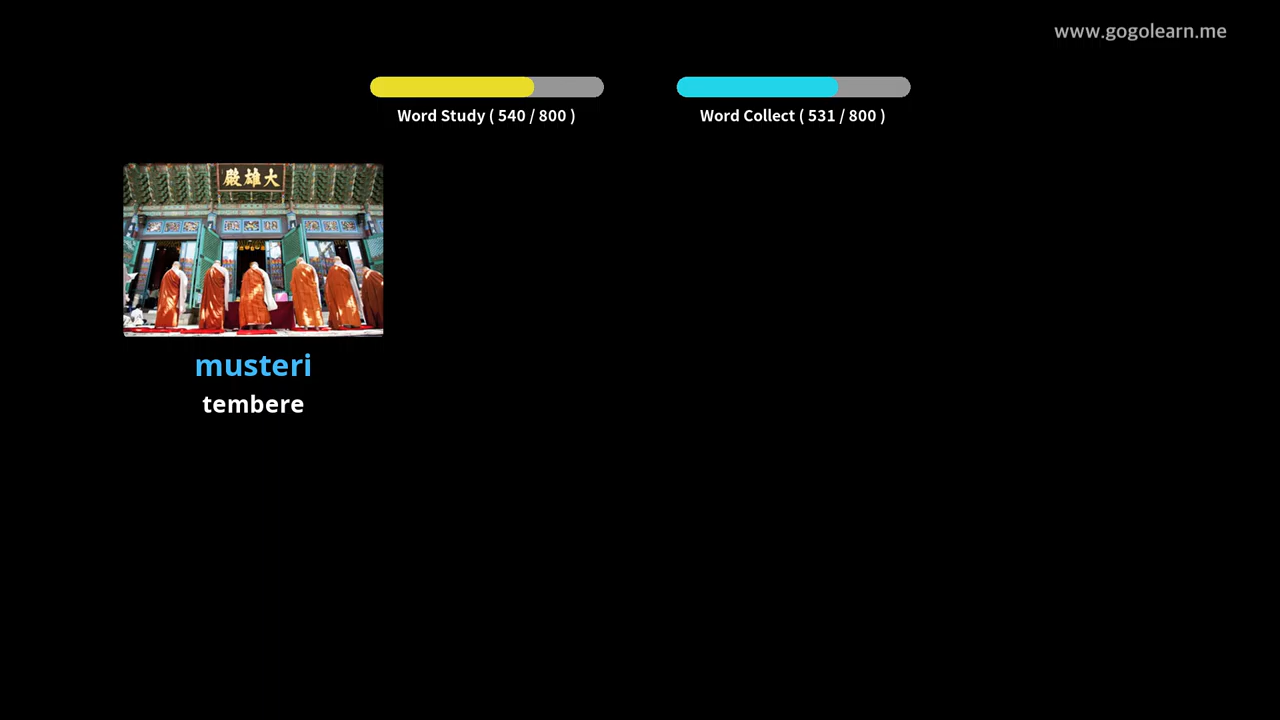 www.gogolearn.me
Word Study ( 540 / 800 )
Word Collect ( 531 / 800 )
殿雄大
musteri
tembere